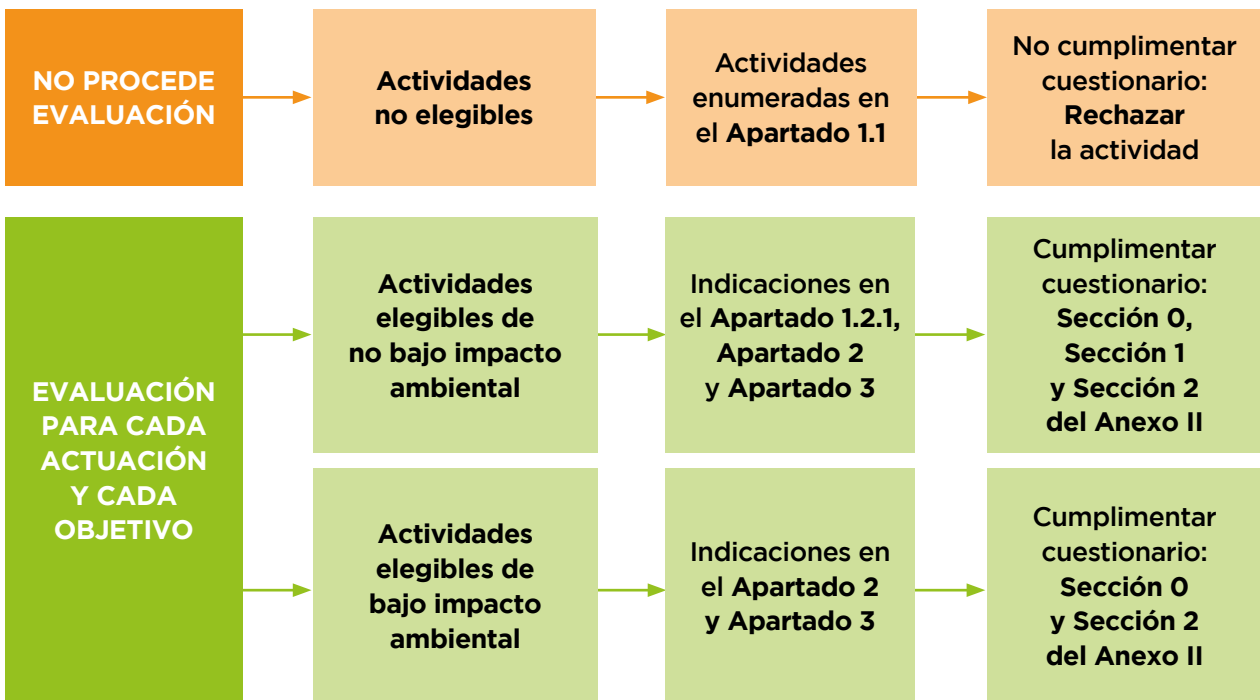 NO PROCEDE
EVALUACIÓN
Actividades
no elegibles
Actividades
enumeradas en
el Apartado 1.1
No cumplimentar
cuestionario:
Rechazar
la actividad
EVALUACIÓN
PARA CADA
ACTUACIÓN
Y CADA
OBJETIVO
Actividades
elegibles de
no bajo impacto
ambiental
Indicaciones en
el Apartado 1.2.1,
Apartado 2
y Apartado 3
Cumplimentar
cuestionario:
Sección 0,
Sección 1
y Sección 2
del Anexo II
Actividades
elegibles de
bajo impacto
ambiental
Indicaciones en
el Apartado 2
y Apartado 3
Cumplimentar
cuestionario:
Sección 0
y Sección 2
del Anexo II